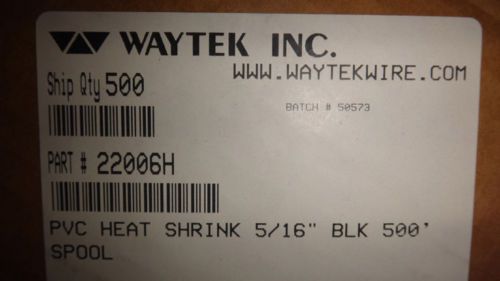 WAYTEK INC.
WWW.WAYTEKWIRE.COM
Ship Qty 500
BATCH # 50573
PART # 22006H
PVC HEAT SHRINK 5/16" BLK 500'
SPOOL